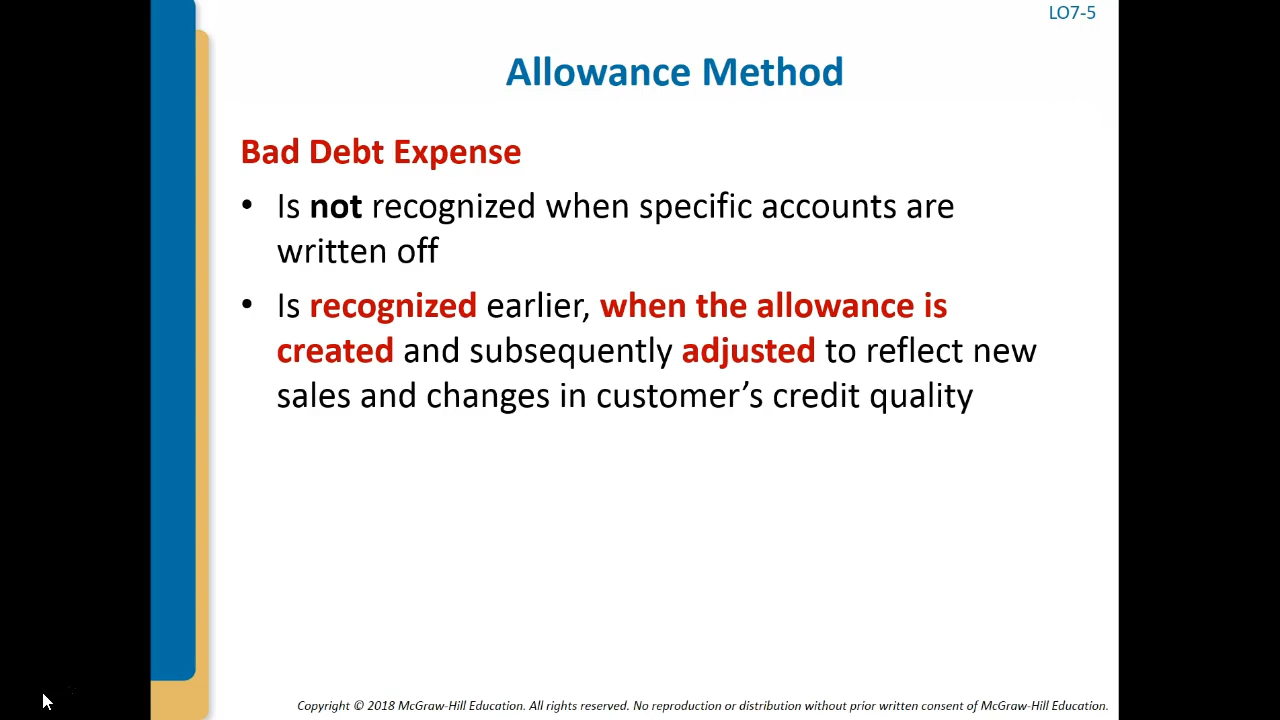 LO7-5
Allowance Method
Bad Debt Expense
• Is not recognized when specific accounts are
written off
• Is recognized earlier, when the allowance is
created and subsequently adjusted to reflect new
sales and changes in customer’s credit quality
Copyright © 2018 McGraw-Hill Education. All rights reserved. No reproduction or distribution without prior written consent of McGraw-Hill Education.